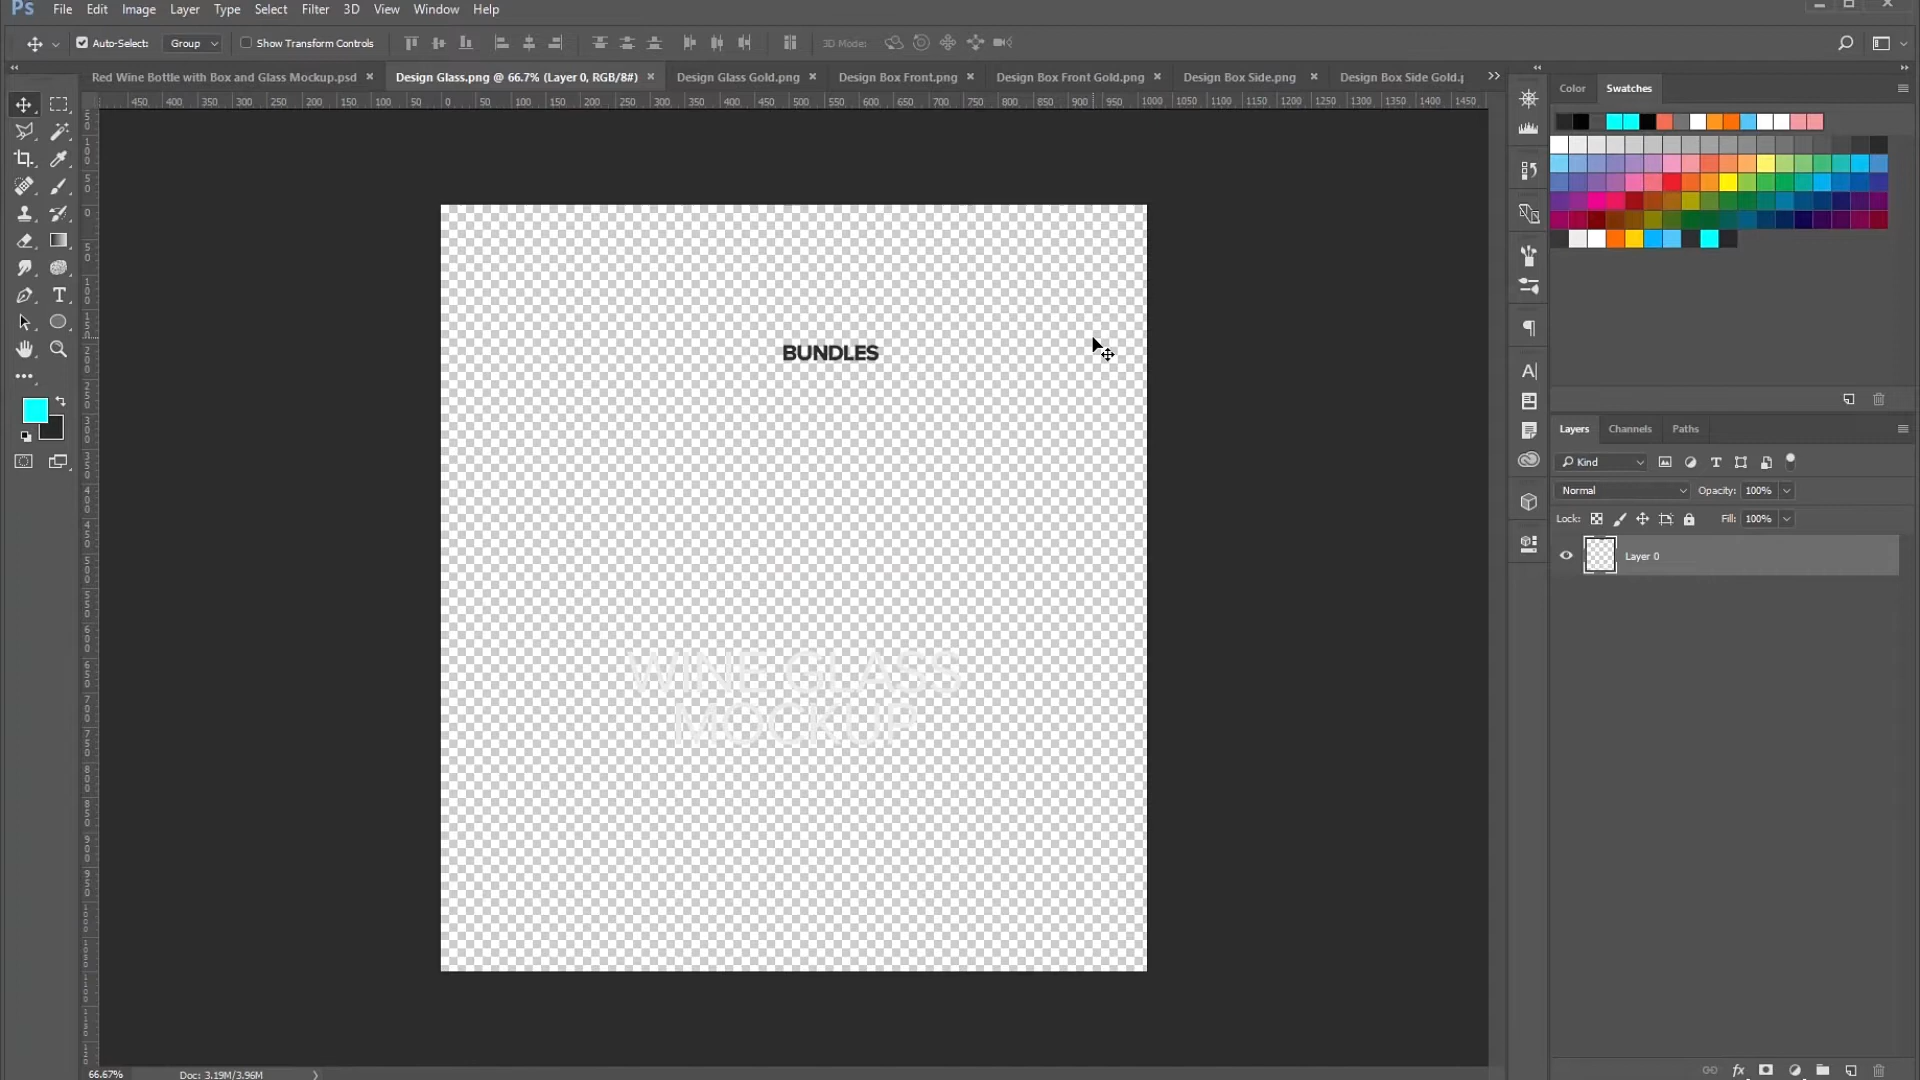 Ps File Edit Image Layer Type Select Filter 3D View Window Help
Auto-Select: Group Show Transform Controls 3D Mode:
Red Wine Bottle with Box and Glass Mockup.psd × Design Glass.png @ 66.7% (Layer 0, RGB/8#) × Design Glass Gold.png × Design Box Front.png × Design Box Front Gold.png × Design Box Side.png × Design Box Side Gold.
450 400 350 300 250 200 150 100 50 0 50 100 150 200 250 300 350 400 450 500 550 600 650 700 750 800 850 900 950 1000 1050 1100 1150 1200 1250 1300 1350 1400 1450
Color Swatches
BUNDLES
WINE GLASS
MOCKUP
Layers Channels Paths
Kind
Normal Opacity: 100%
Lock: Fill: 100%
Layer 0
fx
66.67% Doc: 3.19M/3.96M